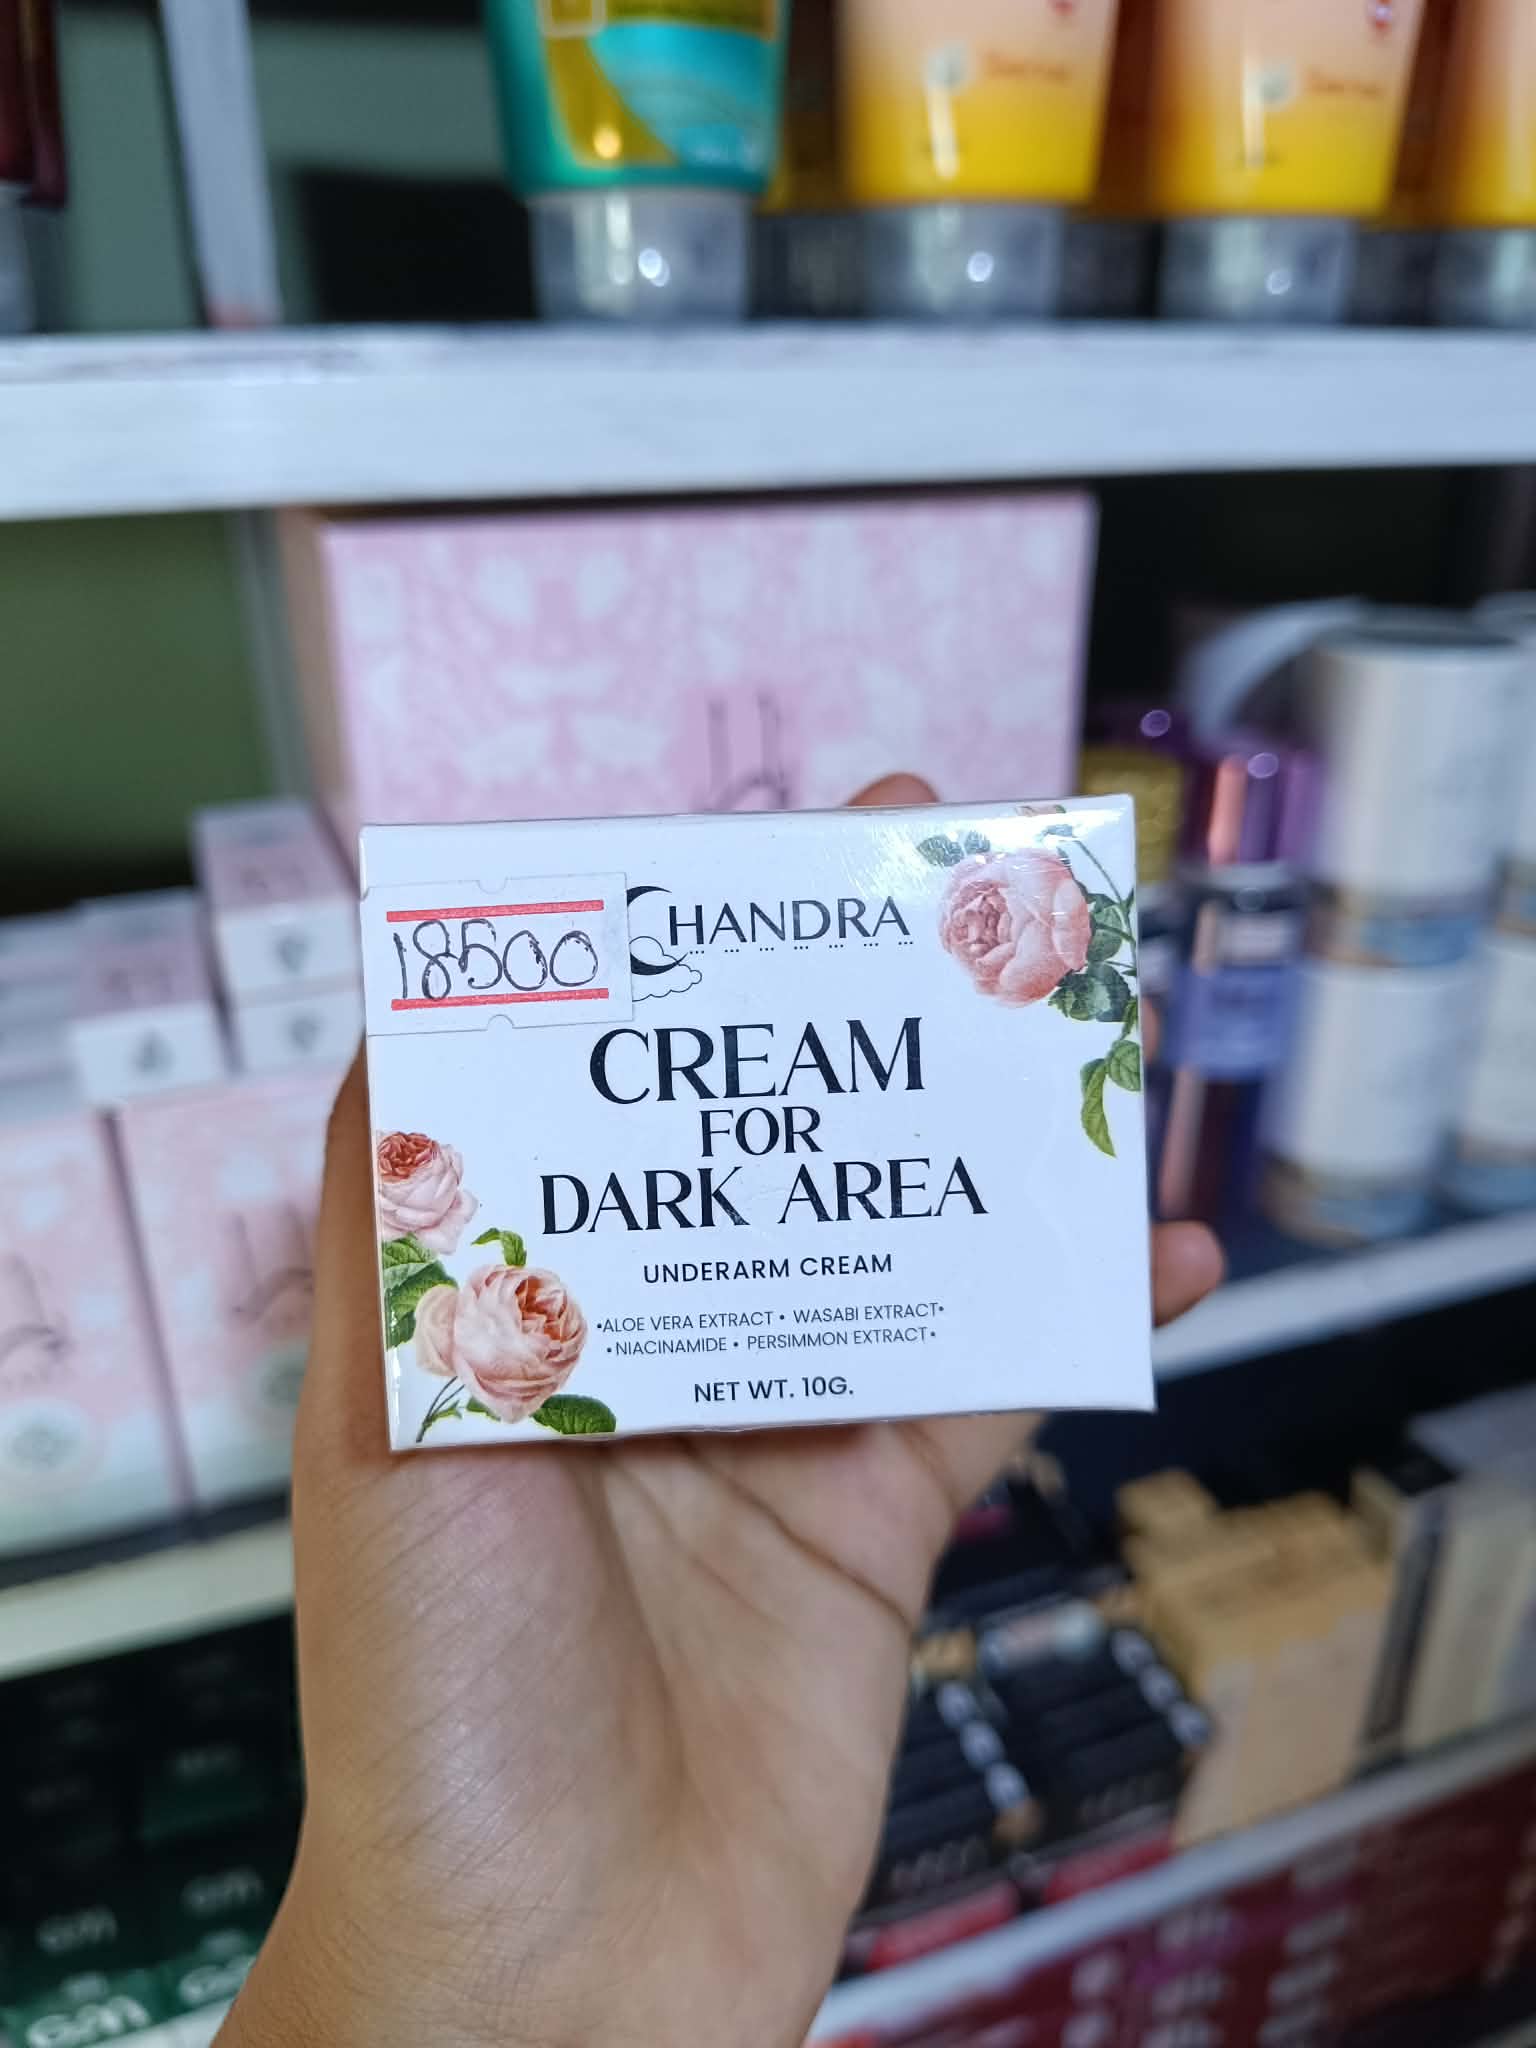 18500
CHANDRA
CREAM
FOR
DARK AREA
UNDERARM CREAM
•ALOE VERA EXTRACT • WASABI EXTRACT•
•NIACINAMIDE • PERSIMMON EXTRACT•
NET WT. 10G.